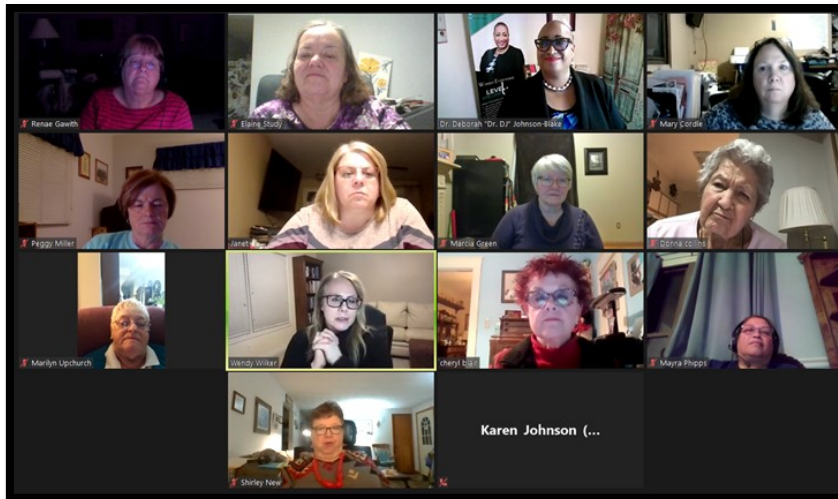 Renae Gawith
Elaine Study
Dr. Deborah "Dr. DJ" Johnson-Blake
Mary Cordle
Peggy Miller
Janet
Marcia Green
Donna Collins
Marilyn Upchurch
Wendy Wilker
cheryl blair
Mayra Phipps
Shirley New
Karen Johnson (...